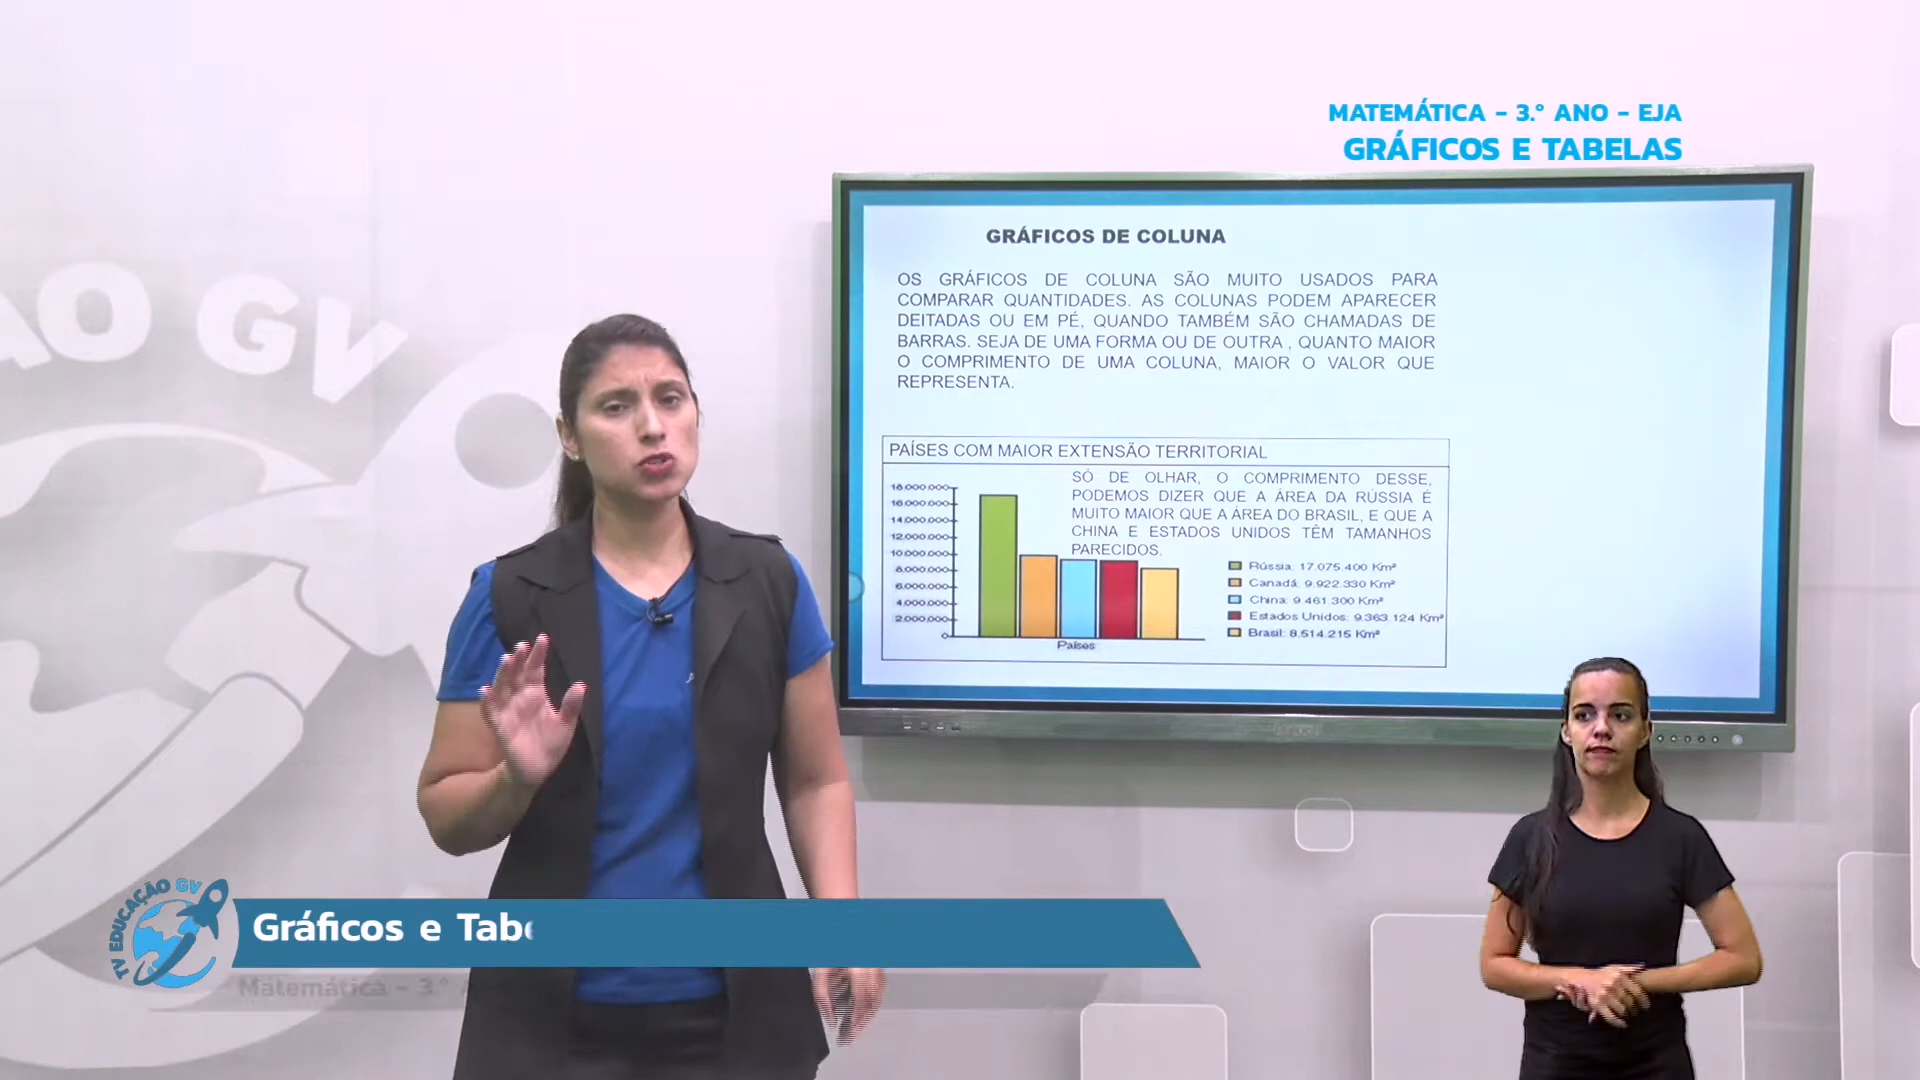 MATEMÁTICA - 3.º ANO - EJA
GRÁFICOS E TABELAS
GRÁFICOS DE COLUNA
OS GRÁFICOS DE COLUNA SÃO MUITO USADOS PARA
COMPARAR QUANTIDADES. AS COLUNAS PODEM APARECER
DEITADAS OU EM PÉ, QUANDO TAMBÉM SÃO CHAMADAS DE
BARRAS. SEJA DE UMA FORMA OU DE OUTRA , QUANTO MAIOR
O COMPRIMENTO DE UMA COLUNA, MAIOR O VALOR QUE
REPRESENTA.
PAÍSES COM MAIOR EXTENSÃO TERRITORIAL
SÓ DE OLHAR, O COMPRIMENTO DESSE,
PODEMOS DIZER QUE A ÁREA DA RÚSSIA É
MUITO MAIOR QUE A ÁREA DO BRASIL, E QUE A
CHINA E ESTADOS UNIDOS TÊM TAMANHOS
PARECIDOS.
18.000.000
16.000.000
14.000.000
12.000.000
10.000.000
8.000.000
6.000.000
4.000.000
2.000.000
0
Países
Rússia: 17.075.400 Km²
Canadá: 9.922.330 Km²
China: 9.461.300 Km²
Estados Unidos: 9.363.124 Km²
Brasil: 8.514.215 Km²
ÃO GV
TV EDUCAÇÃO GV
Gráficos e Tabe
Matemática - 3.º A